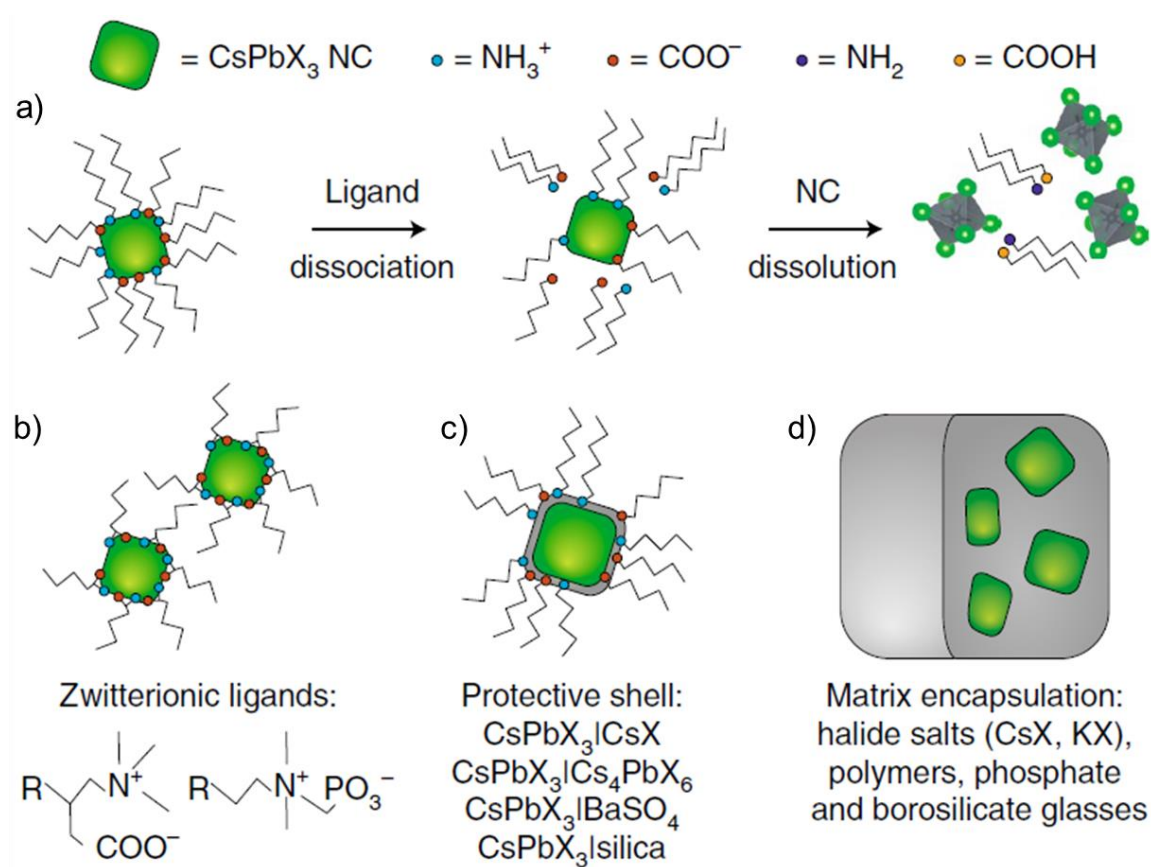 = CsPbX₃ NC = NH₃⁺ = COO⁻ = NH₂ = COOH
a)
Ligand
dissociation
NC
dissolution
b)
Zwitterionic ligands:
R N⁺ COO⁻
R N⁺ PO₃⁻
c)
Protective shell:
CsPbX₃|CsX
CsPbX₃|Cs₄PbX₆
CsPbX₃|BaSO₄
CsPbX₃|silica
d)
Matrix encapsulation:
halide salts (CsX, KX),
polymers, phosphate
and borosilicate glasses